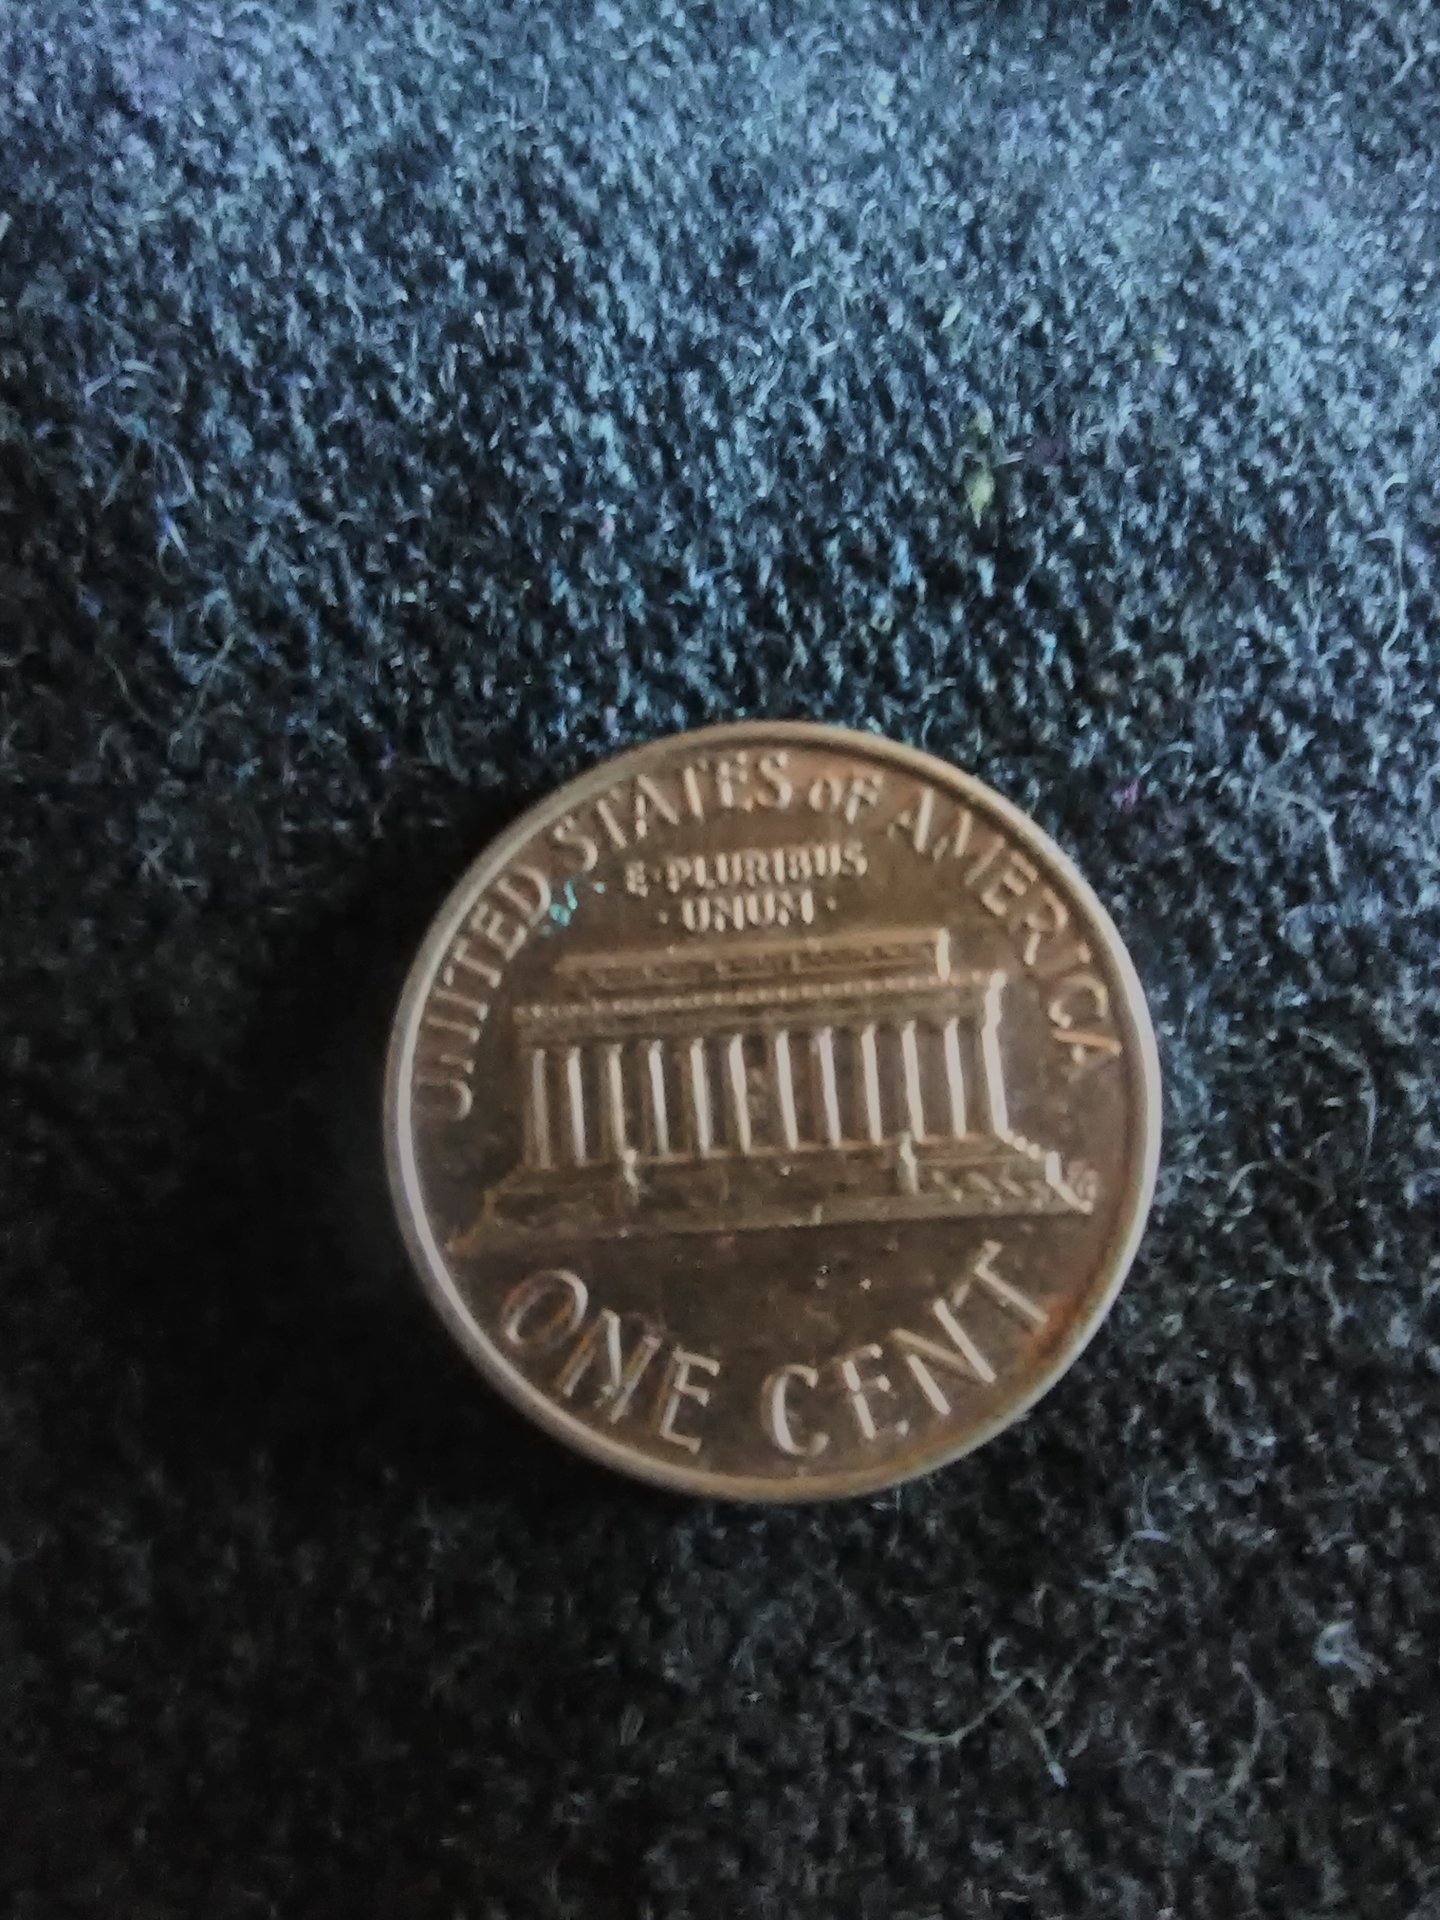 UNITED STATES OF AMERICA
E·PLURIBUS
·UNUM·
ONE CENT